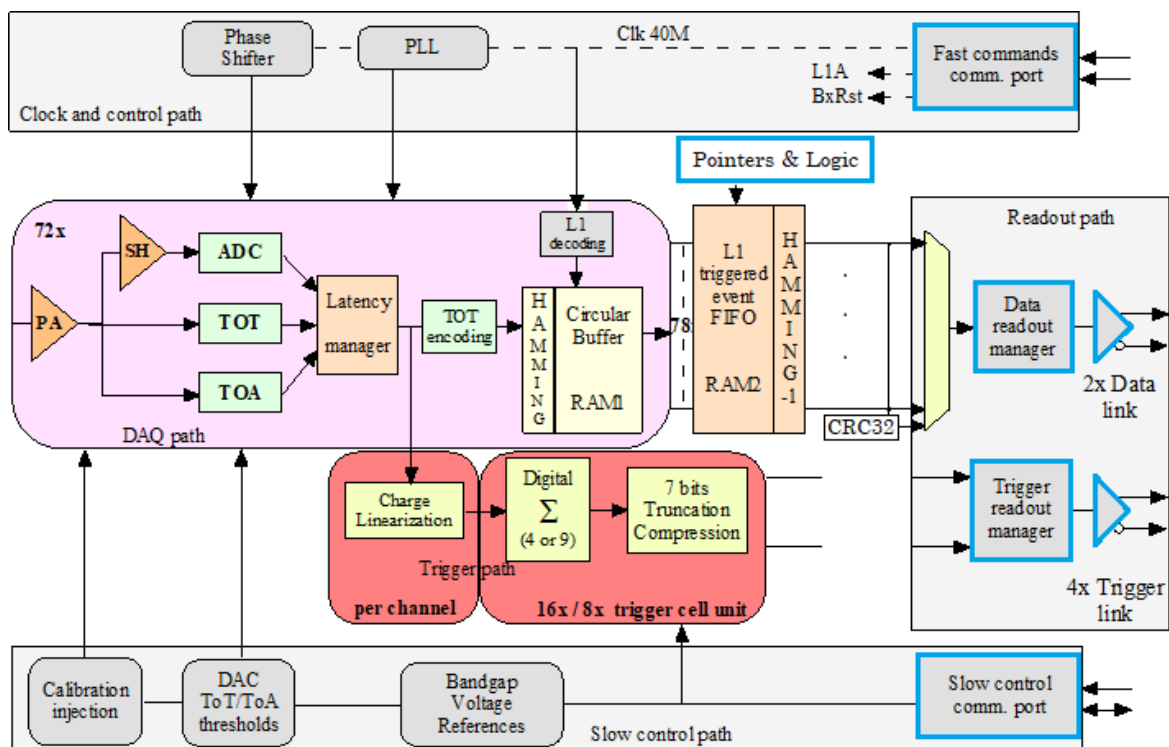 Phase
Shifter
PLL
Clk 40M
Fast commands
comm. port
L1A
BxRst
Clock and control path
Pointers & Logic
Readout path
72x
SH
ADC
L1
decoding
PA
TOT
Latency
manager
TOT
encoding
HAMMING
Circular
Buffer
RAM1
TOA
DAQ path
78x
L1
triggered
event
FIFO
RAM2
HAMMING-1
CRC32
Data
readout
manager
2x Data
link
Charge
Linearization
Digital
Σ
(4 or 9)
7 bits
Truncation
Compression
Trigger path
per channel
16x / 8x trigger cell unit
Trigger
readout
manager
4x Trigger
link
Calibration
injection
DAC
ToT/ToA
thresholds
Bandgap
Voltage
References
Slow control
comm. port
Slow control path